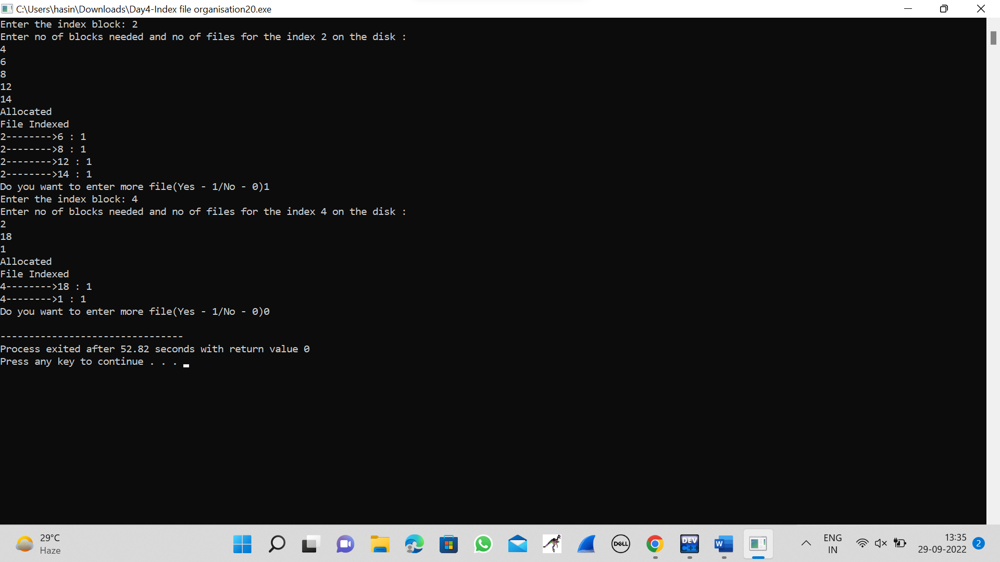 C:\Users\hasin\Downloads\Day4-Index file organisation20.exe
Enter the index block: 2
Enter no of blocks needed and no of files for the index 2 on the disk :
4
6
8
12
14
Allocated
File Indexed
2-------->6 : 1
2-------->8 : 1
2-------->12 : 1
2-------->14 : 1
Do you want to enter more file(Yes - 1/No - 0)1
Enter the index block: 4
Enter no of blocks needed and no of files for the index 4 on the disk :
2
18
1
Allocated
File Indexed
4-------->18 : 1
4-------->1 : 1
Do you want to enter more file(Yes - 1/No - 0)0
--------------------------------
Process exited after 52.82 seconds with return value 0
Press any key to continue . . .
29°C
Haze
DELL
DEV
C++
W
ENG
IN
13:35
29-09-2022
2